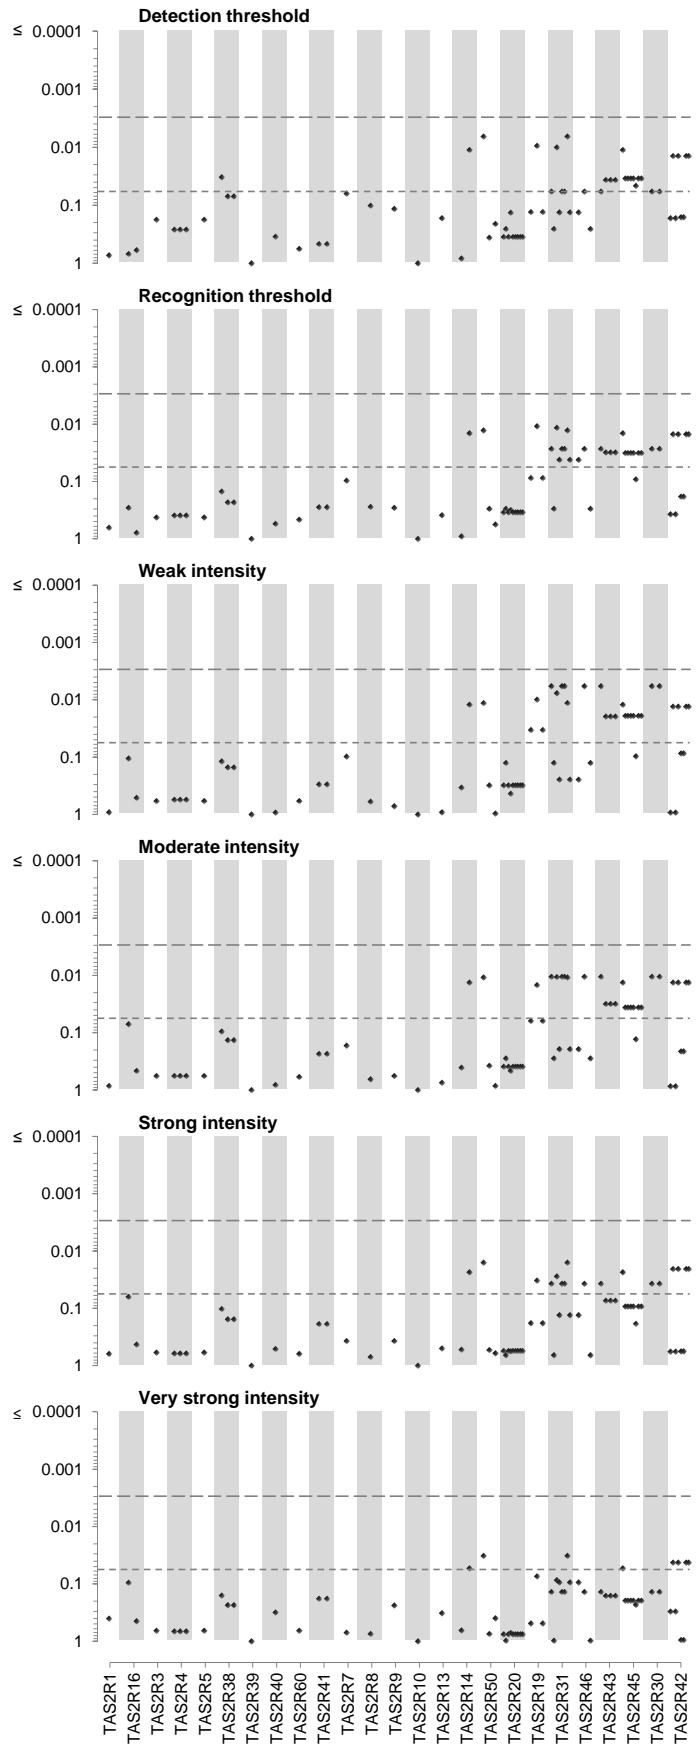 Detection threshold
≤ 0.0001
0.001
0.01
0.1
1
Recognition threshold
≤ 0.0001
0.001
0.01
0.1
1
Weak intensity
≤ 0.0001
0.001
0.01
0.1
1
Moderate intensity
≤ 0.0001
0.001
0.01
0.1
1
Strong intensity
≤ 0.0001
0.001
0.01
0.1
1
Very strong intensity
≤ 0.0001
0.001
0.01
0.1
1
TAS2R1
TAS2R16
TAS2R3
TAS2R4
TAS2R5
TAS2R38
TAS2R39
TAS2R40
TAS2R60
TAS2R41
TAS2R7
TAS2R8
TAS2R9
TAS2R10
TAS2R13
TAS2R14
TAS2R50
TAS2R20
TAS2R19
TAS2R31
TAS2R46
TAS2R43
TAS2R45
TAS2R30
TAS2R42